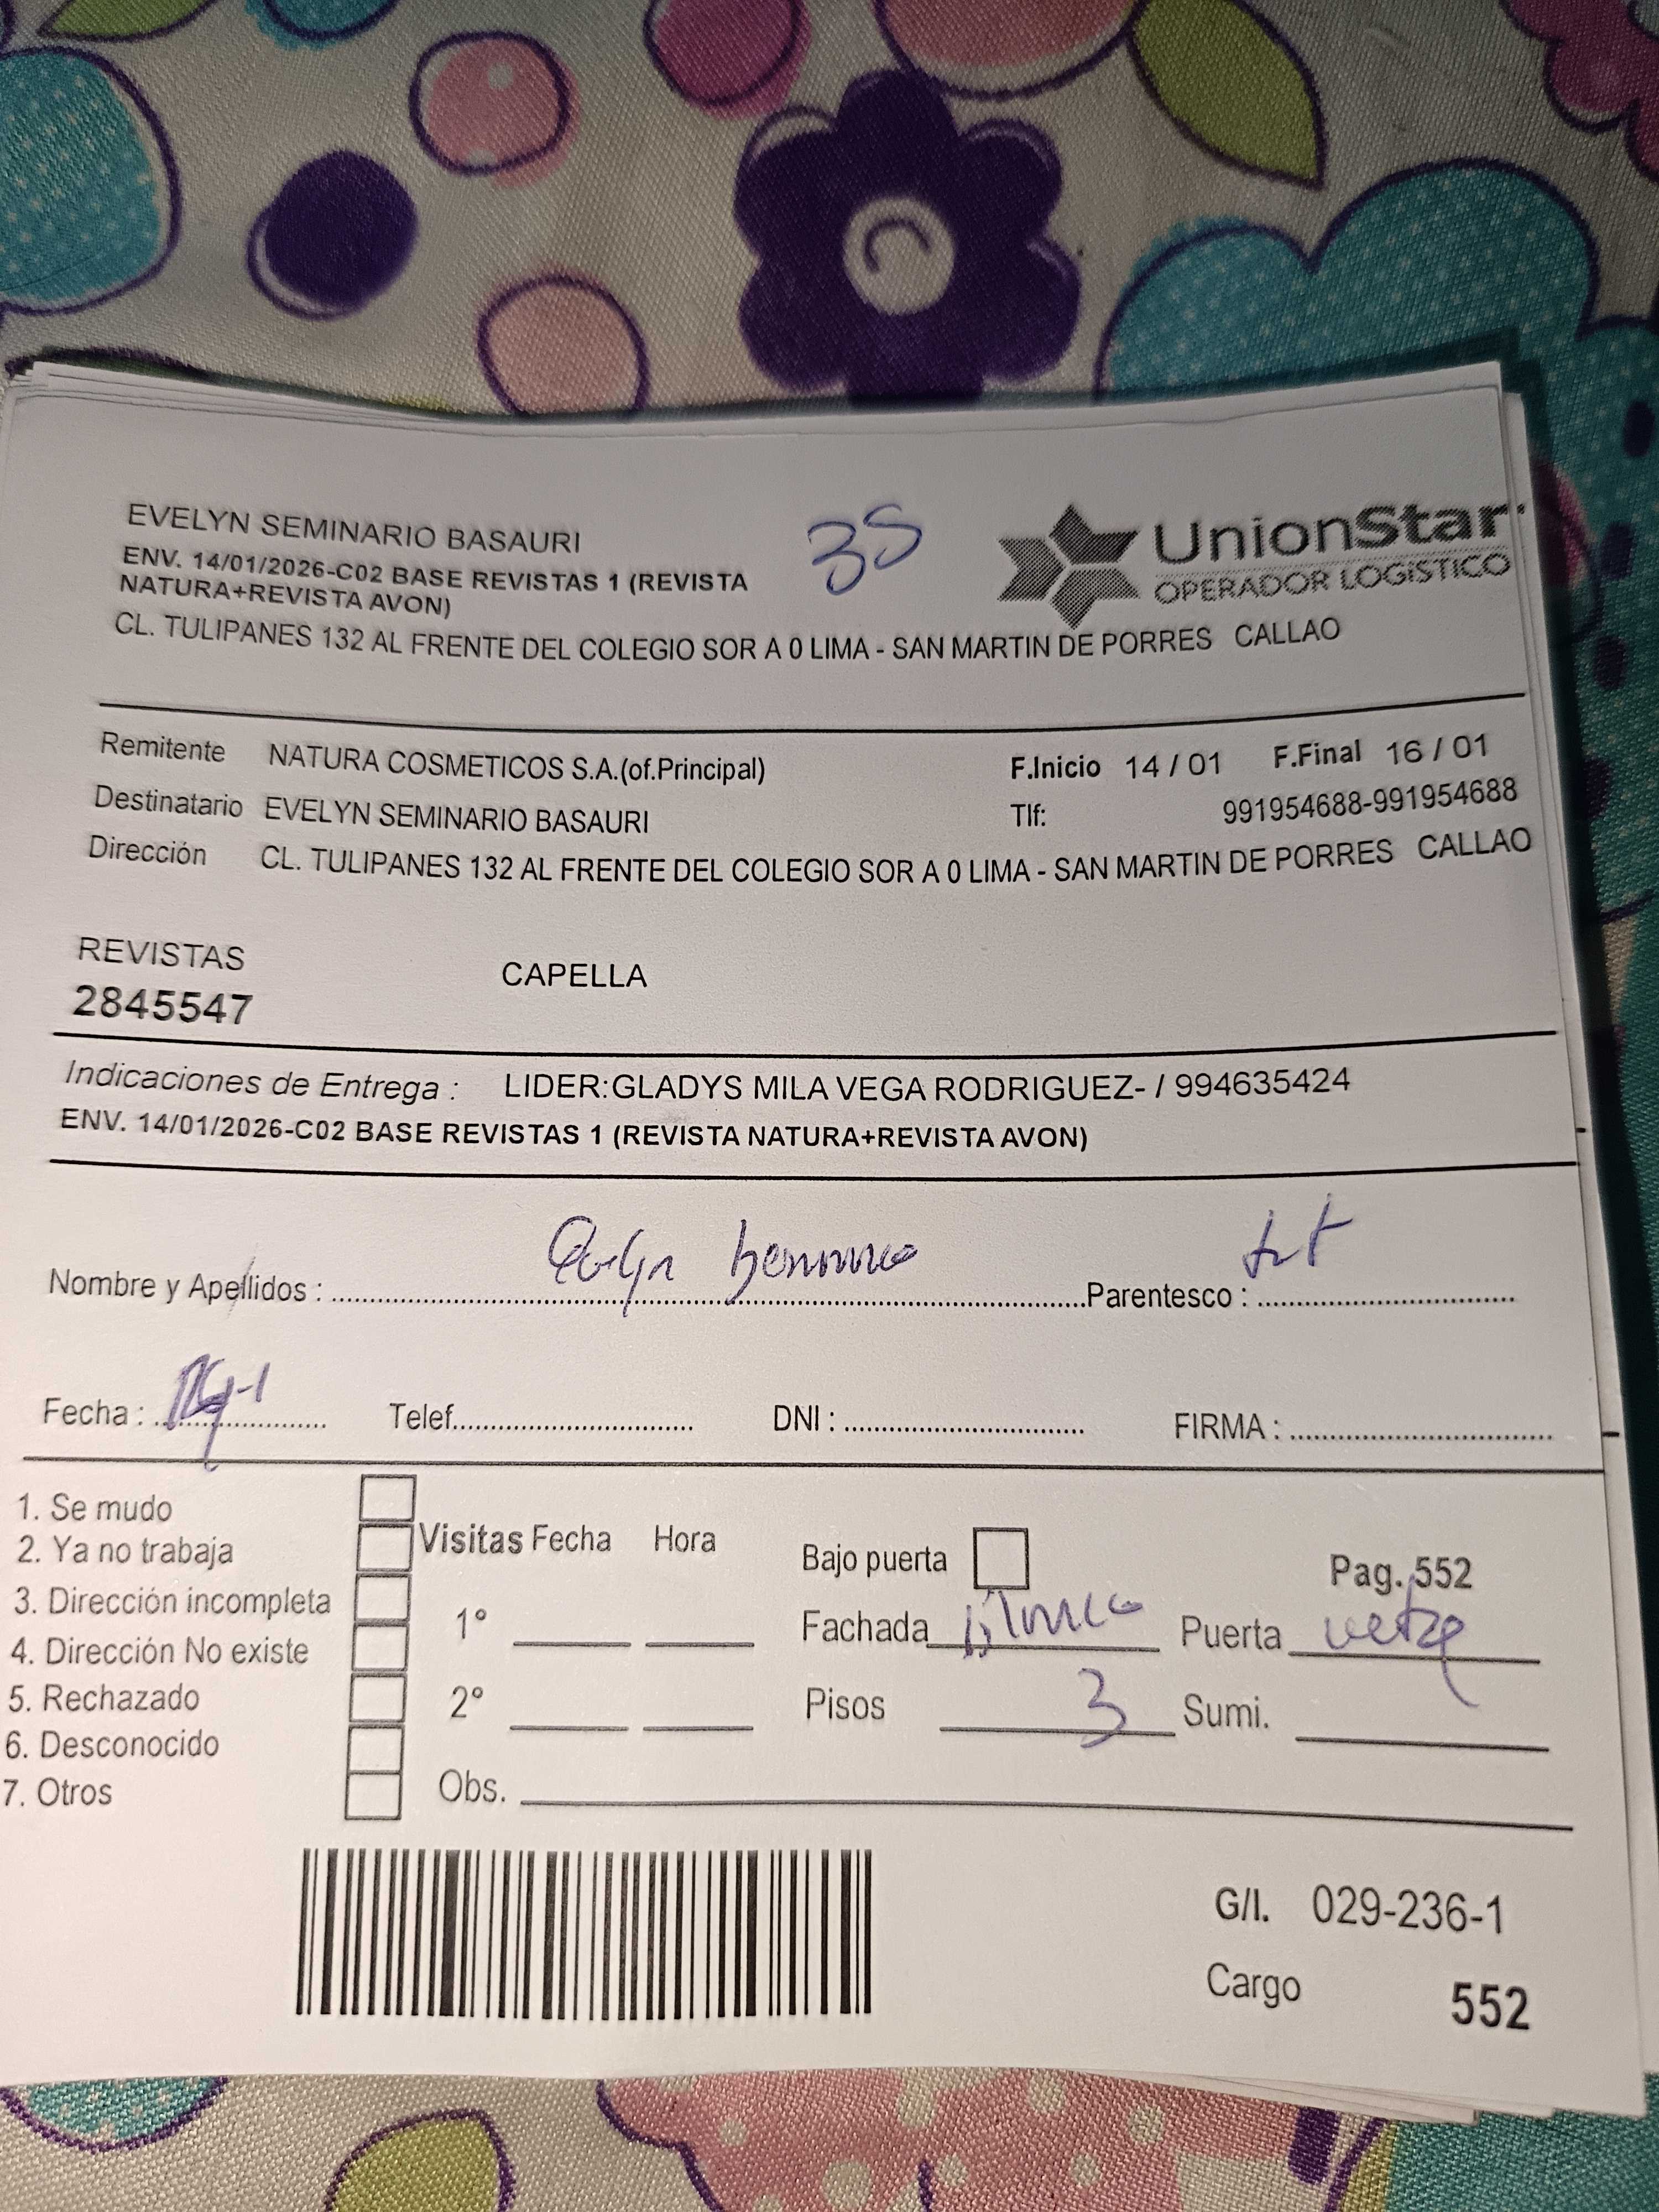 EVELYN SEMINARIO BASAURI
35
UnionStar
OPERADOR LOGÍSTICO
ENV. 14/01/2026-C02 BASE REVISTAS 1 (REVISTA
NATURA+REVISTA AVON)
CL. TULIPANES 132 AL FRENTE DEL COLEGIO SOR A 0 LIMA - SAN MARTIN DE PORRES CALLAO
Remitente NATURA COSMETICOS S.A.(of.Principal) F.Inicio 14 / 01 F.Final 16 / 01
Destinatario EVELYN SEMINARIO BASAURI Tlf: 991954688-991954688
Dirección CL. TULIPANES 132 AL FRENTE DEL COLEGIO SOR A 0 LIMA - SAN MARTIN DE PORRES CALLAO
REVISTAS CAPELLA
2845547
Indicaciones de Entrega : LIDER:GLADYS MILA VEGA RODRIGUEZ- / 994635424
ENV. 14/01/2026-C02 BASE REVISTAS 1 (REVISTA NATURA+REVISTA AVON)
Nombre y Apellidos : Parentesco :
Fecha : Telef. DNI : FIRMA :
1. Se mudo
2. Ya no trabaja
3. Dirección incompleta
4. Dirección No existe
5. Rechazado
6. Desconocido
7. Otros
Visitas Fecha Hora
1°
2°
Obs.
Bajo puerta Pag. 552
Fachada Puerta
Pisos 3 Sumi.
G/I. 029-236-1
Cargo 552